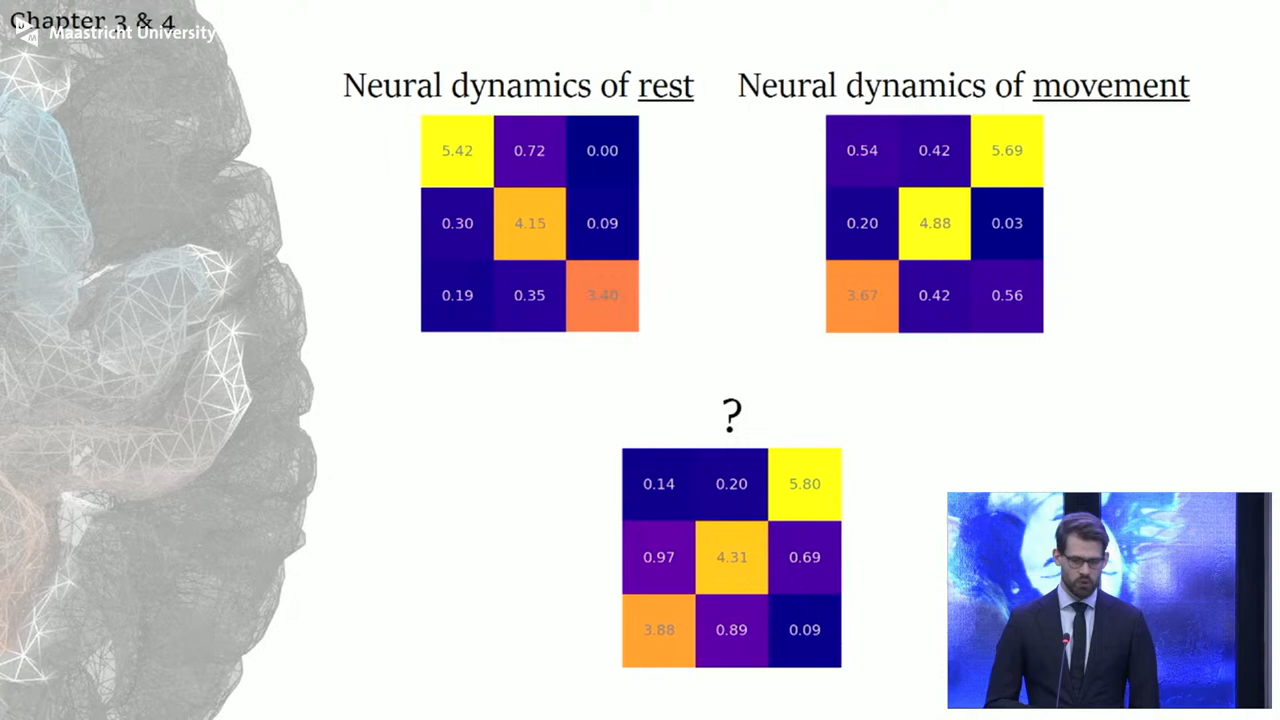 Chapter 3 & 4
Maastricht University
Neural dynamics of rest
Neural dynamics of movement
5.42 0.72 0.00
0.30 4.15 0.09
0.19 0.35 3.40
0.54 0.42 5.69
0.20 4.88 0.03
3.67 0.42 0.56
?
0.14 0.20 5.80
0.97 4.31 0.69
3.88 0.89 0.09